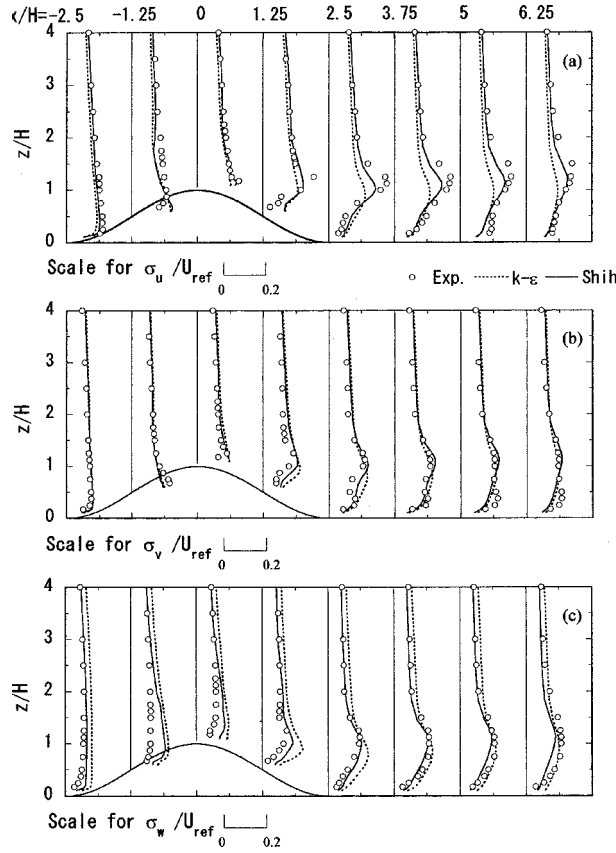 x/H=-2.5 -1.25 0 1.25 2.5 3.75 5 6.25
4
(a)
3
z/H
2
1
0
Scale for σu /Uref
0 0.2
Exp. k-ε Shih
4
(b)
3
z/H
2
1
0
Scale for σv /Uref
0 0.2
4
(c)
3
z/H
2
1
0
Scale for σw /Uref
0 0.2